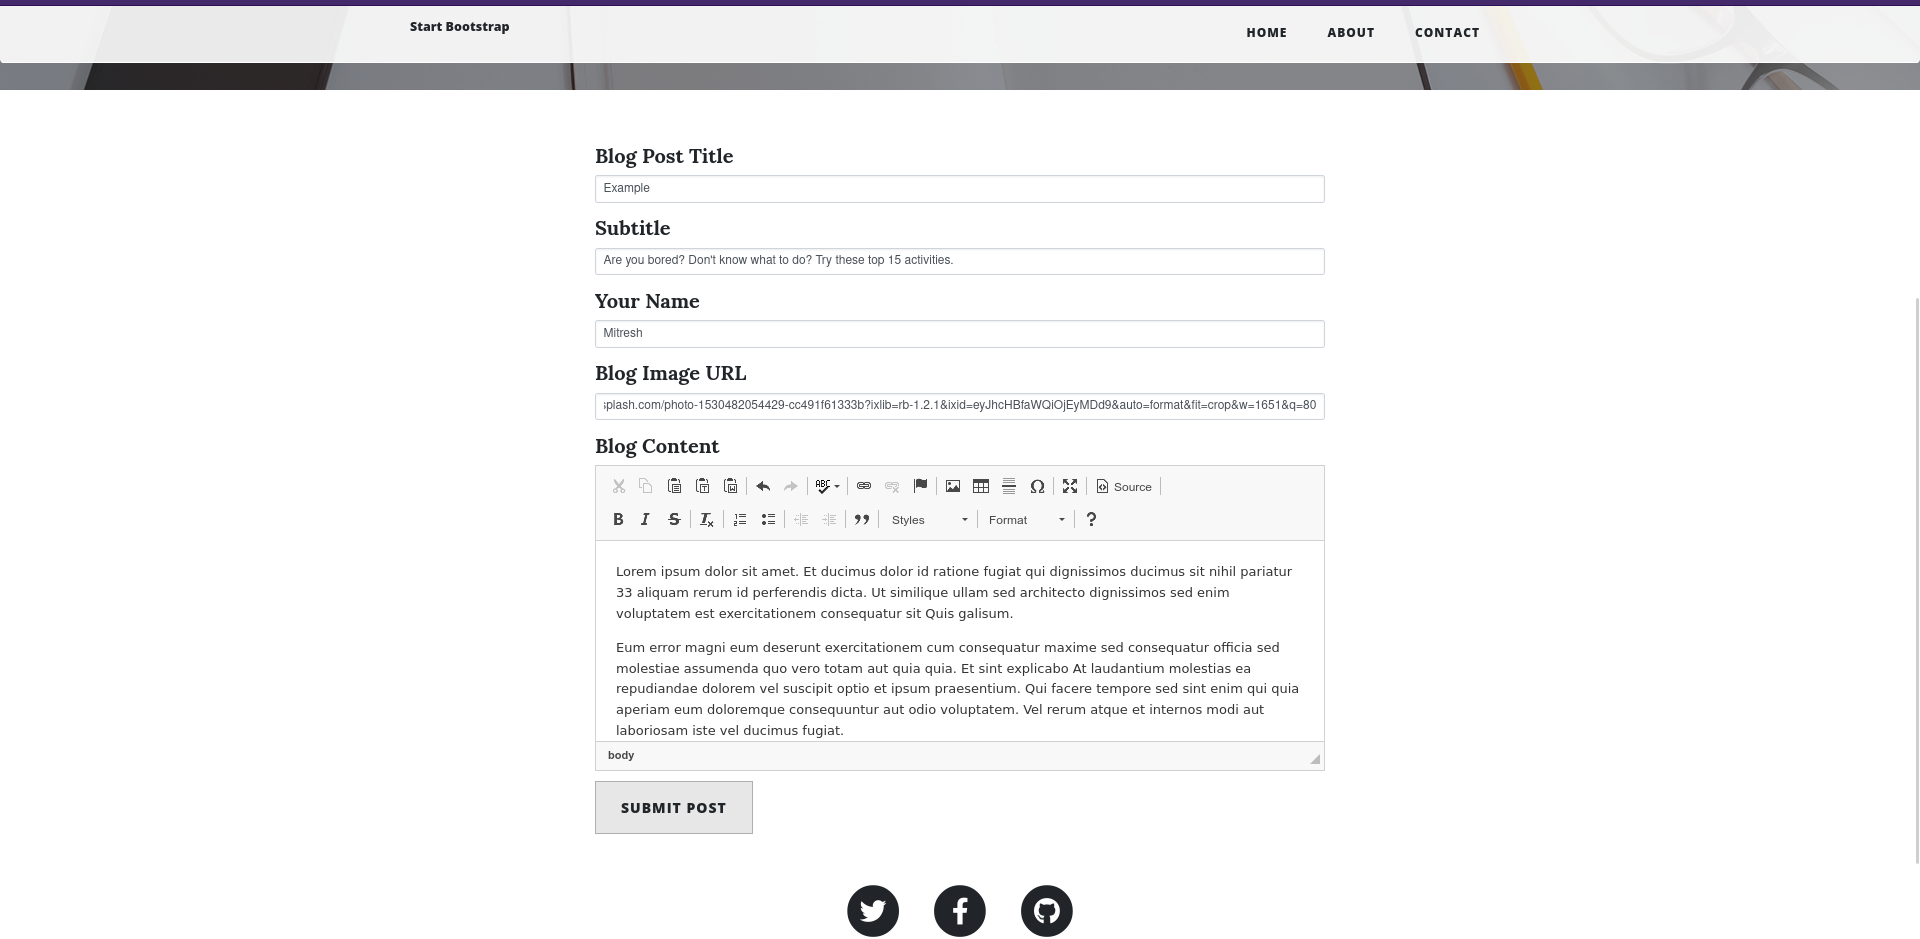 Start Bootstrap
HOME ABOUT CONTACT
Blog Post Title
Example
Subtitle
Are you bored? Don't know what to do? Try these top 15 activities.
Your Name
Mitresh
Blog Image URL
splash.com/photo-1530482054429-cc491f61333b?ixlib=rb-1.2.1&ixid=eyJhcHBfaWQiOjEyMDd9&auto=format&fit=crop&w=1651&q=80
Blog Content
ABC Source
B I S Tx Styles Format ?
Lorem ipsum dolor sit amet. Et ducimus dolor id ratione fugiat qui dignissimos ducimus sit nihil pariatur
33 aliquam rerum id perferendis dicta. Ut similique ullam sed architecto dignissimos sed enim
voluptatem est exercitationem consequatur sit Quis galisum.
Eum error magni eum deserunt exercitationem cum consequatur maxime sed consequatur officia sed
molestiae assumenda quo vero totam aut quia quia. Et sint explicabo At laudantium molestias ea
repudiandae dolorem vel suscipit optio et ipsum praesentium. Qui facere tempore sed sint enim qui quia
aperiam eum doloremque consequuntur aut odio voluptatem. Vel rerum atque et internos modi aut
laboriosam iste vel ducimus fugiat.
body
SUBMIT POST